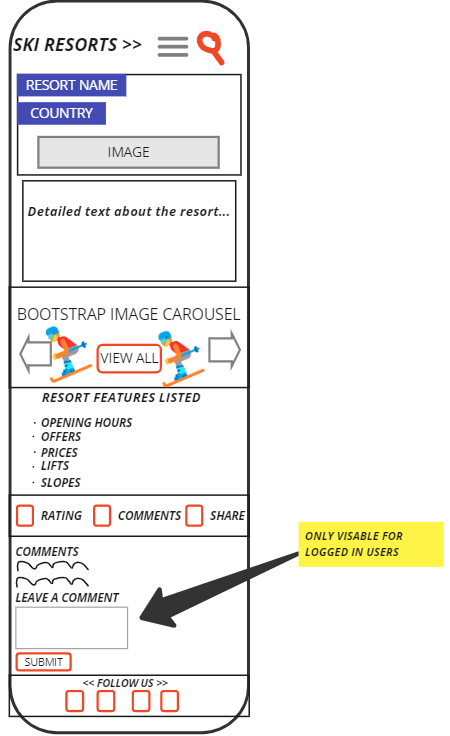 SKI RESORTS >>
RESORT NAME
COUNTRY
IMAGE
Detailed text about the resort...
BOOTSTRAP IMAGE CAROUSEL
VIEW ALL
RESORT FEATURES LISTED
· OPENING HOURS
· OFFERS
· PRICES
· LIFTS
· SLOPES
RATING COMMENTS SHARE
ONLY VISABLE FOR
LOGGED IN USERS
COMMENTS
LEAVE A COMMENT
SUBMIT
<< FOLLOW US >>